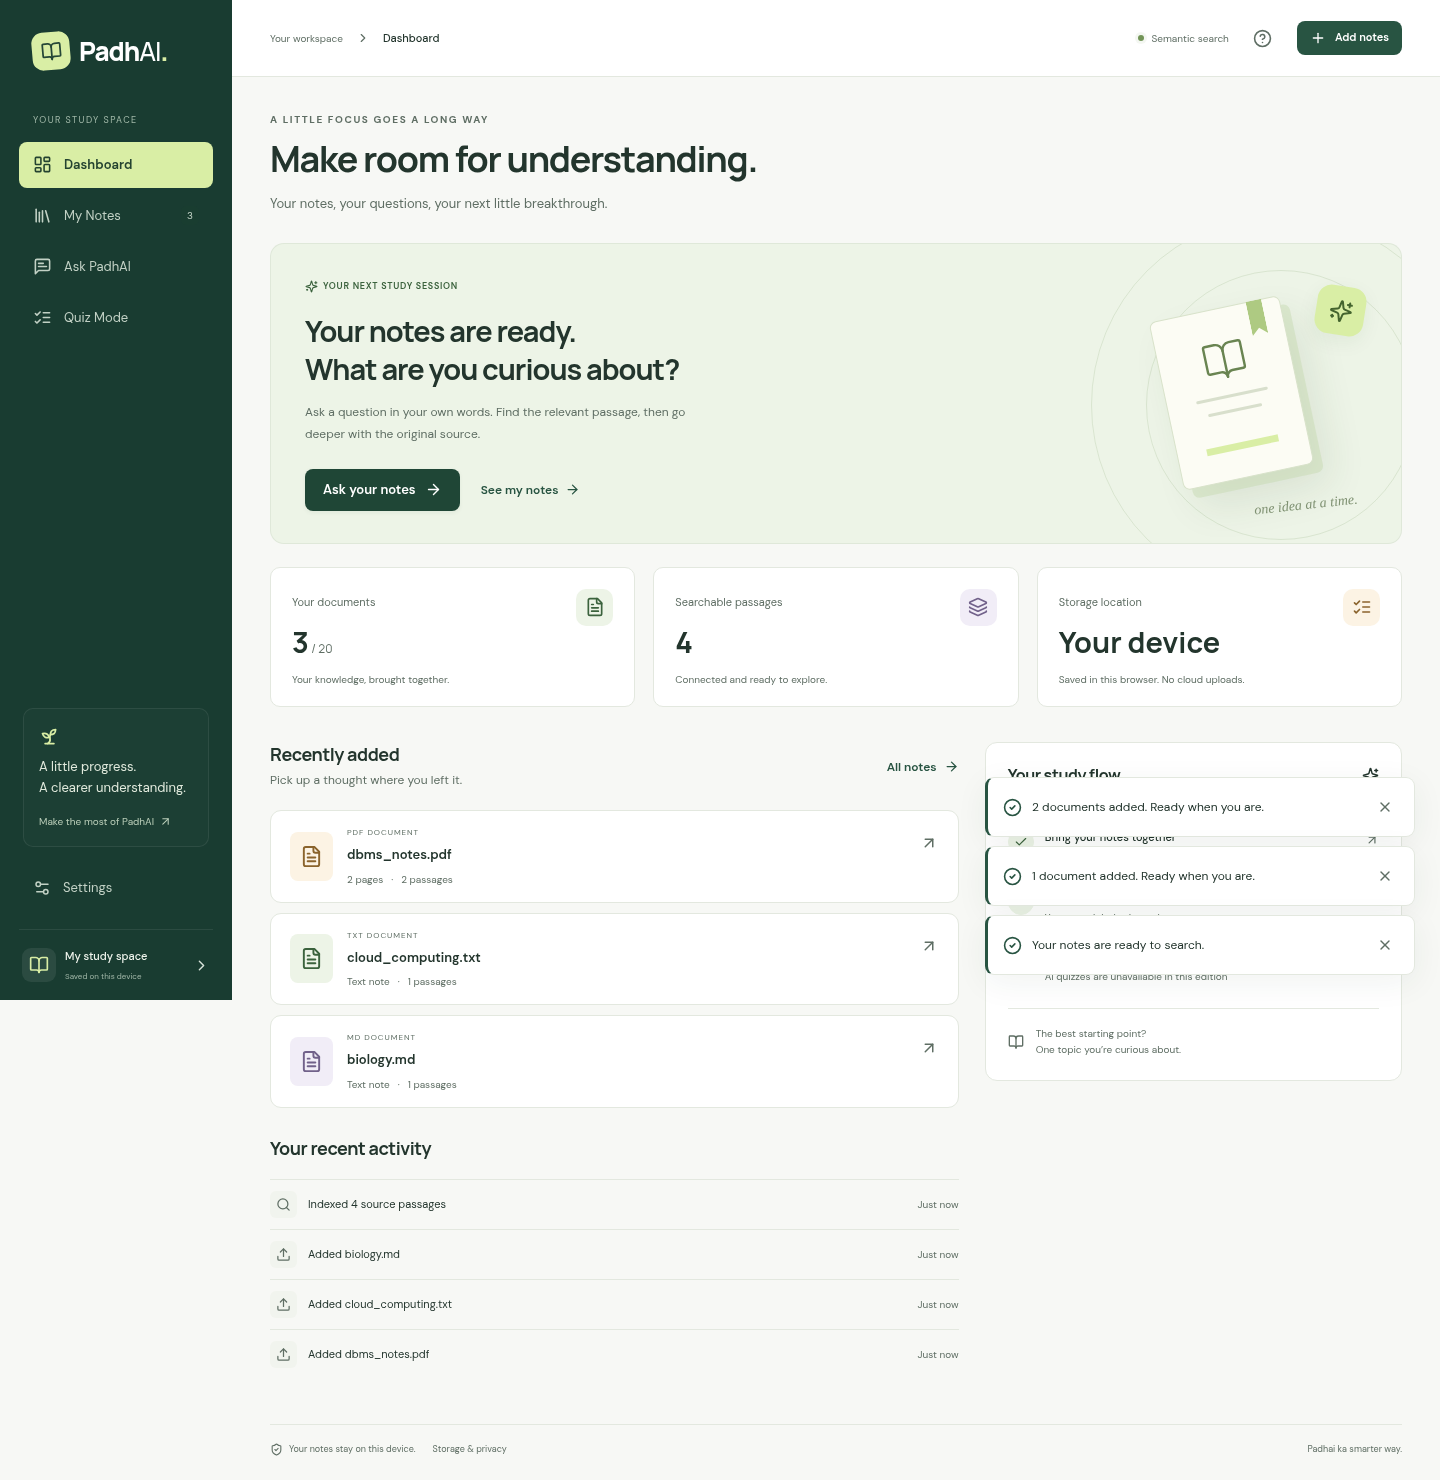 PadhAI.
YOUR STUDY SPACE
Dashboard
My Notes 3
Ask PadhAI
Quiz Mode
A little progress.
A clearer understanding.
Make the most of PadhAI
Settings
My study space
Saved on this device
Your workspace Dashboard
Semantic search
Add notes
A LITTLE FOCUS GOES A LONG WAY
Make room for understanding.
Your notes, your questions, your next little breakthrough.
YOUR NEXT STUDY SESSION
Your notes are ready.
What are you curious about?
Ask a question in your own words. Find the relevant passage, then go
deeper with the original source.
Ask your notes
See my notes
one idea at a time.
Your documents
3 / 20
Your knowledge, brought together.
Searchable passages
4
Connected and ready to explore.
Storage location
Your device
Saved in this browser. No cloud uploads.
Recently added
Pick up a thought where you left it.
All notes
PDF DOCUMENT
dbms_notes.pdf
2 pages · 2 passages
TXT DOCUMENT
cloud_computing.txt
Text note · 1 passages
MD DOCUMENT
biology.md
Text note · 1 passages
Your study flow
2 documents added. Ready when you are.
Bring your notes together
1 document added. Ready when you are.
Your notes are ready to search.
AI quizzes are unavailable in this edition
The best starting point?
One topic you're curious about.
Your recent activity
Indexed 4 source passages Just now
Added biology.md Just now
Added cloud_computing.txt Just now
Added dbms_notes.pdf Just now
Your notes stay on this device. Storage & privacy
Padhai ka smarter way.